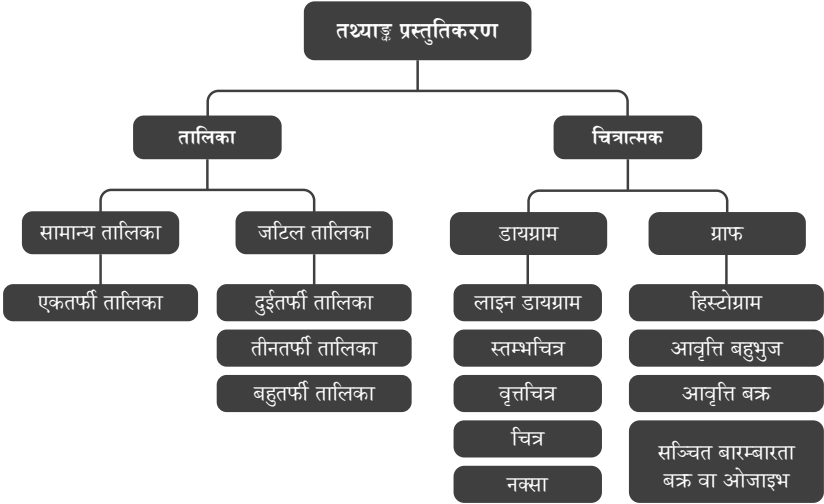 तथ्याङ्क प्रस्तुतिकरण
तालिका
चित्रात्मक
सामान्य तालिका
जटिल तालिका
डायग्राम
ग्राफ
एकतर्फी तालिका
दुईतर्फी तालिका
लाइन डायग्राम
हिस्टोग्राम
तीनतर्फी तालिका
स्तम्भचित्र
आवृत्ति बहुभुज
बहुतर्फी तालिका
वृत्तचित्र
आवृत्ति बक्र
चित्र
सञ्चित बारम्बारता
बक्र वा ओजाइभ
नक्सा